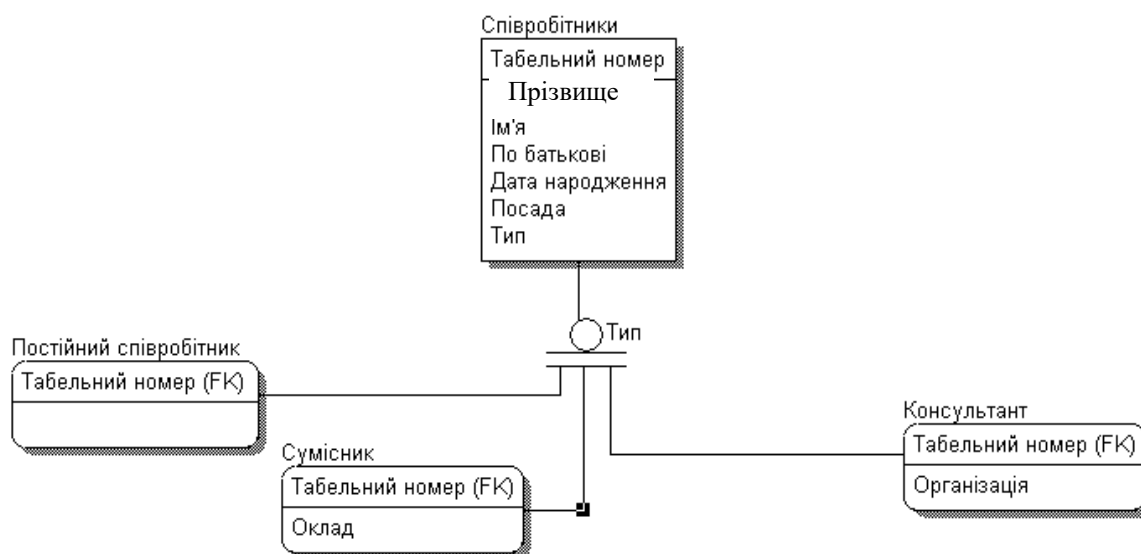 Співробітники
Табельний номер
Прізвище
Ім'я
По батькові
Дата народження
Посада
Тип
Тип
Постійний співробітник
Табельний номер (FK)
Сумісник
Табельний номер (FK)
Оклад
Консультант
Табельний номер (FK)
Організація